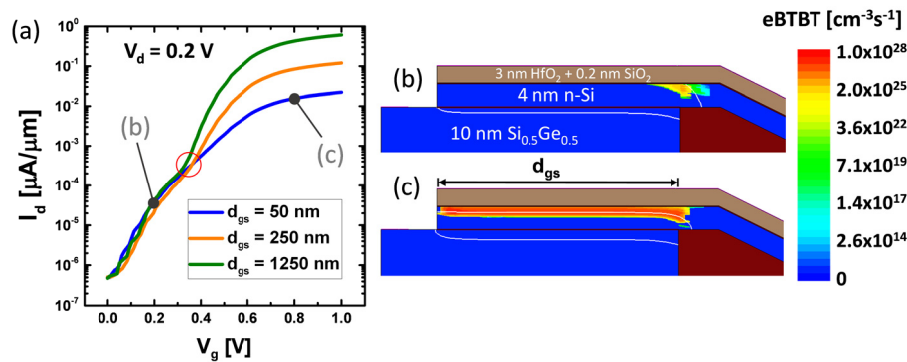 (a)
V_d = 0.2 V
I_d [µA/µm]
10⁰
10⁻¹
10⁻²
10⁻³
10⁻⁴
10⁻⁵
10⁻⁶
10⁻⁷
(b)
(c)
d_gs = 50 nm
d_gs = 250 nm
d_gs = 1250 nm
0.0 0.2 0.4 0.6 0.8 1.0
V_g [V]
(b)
3 nm HfO₂ + 0.2 nm SiO₂
4 nm n-Si
10 nm Si₀.₅Ge₀.₅
(c)
d_gs
eBTBT [cm⁻³s⁻¹]
1.0x10²⁸
2.0x10²⁵
3.6x10²²
7.1x10¹⁹
1.4x10¹⁷
2.6x10¹⁴
0